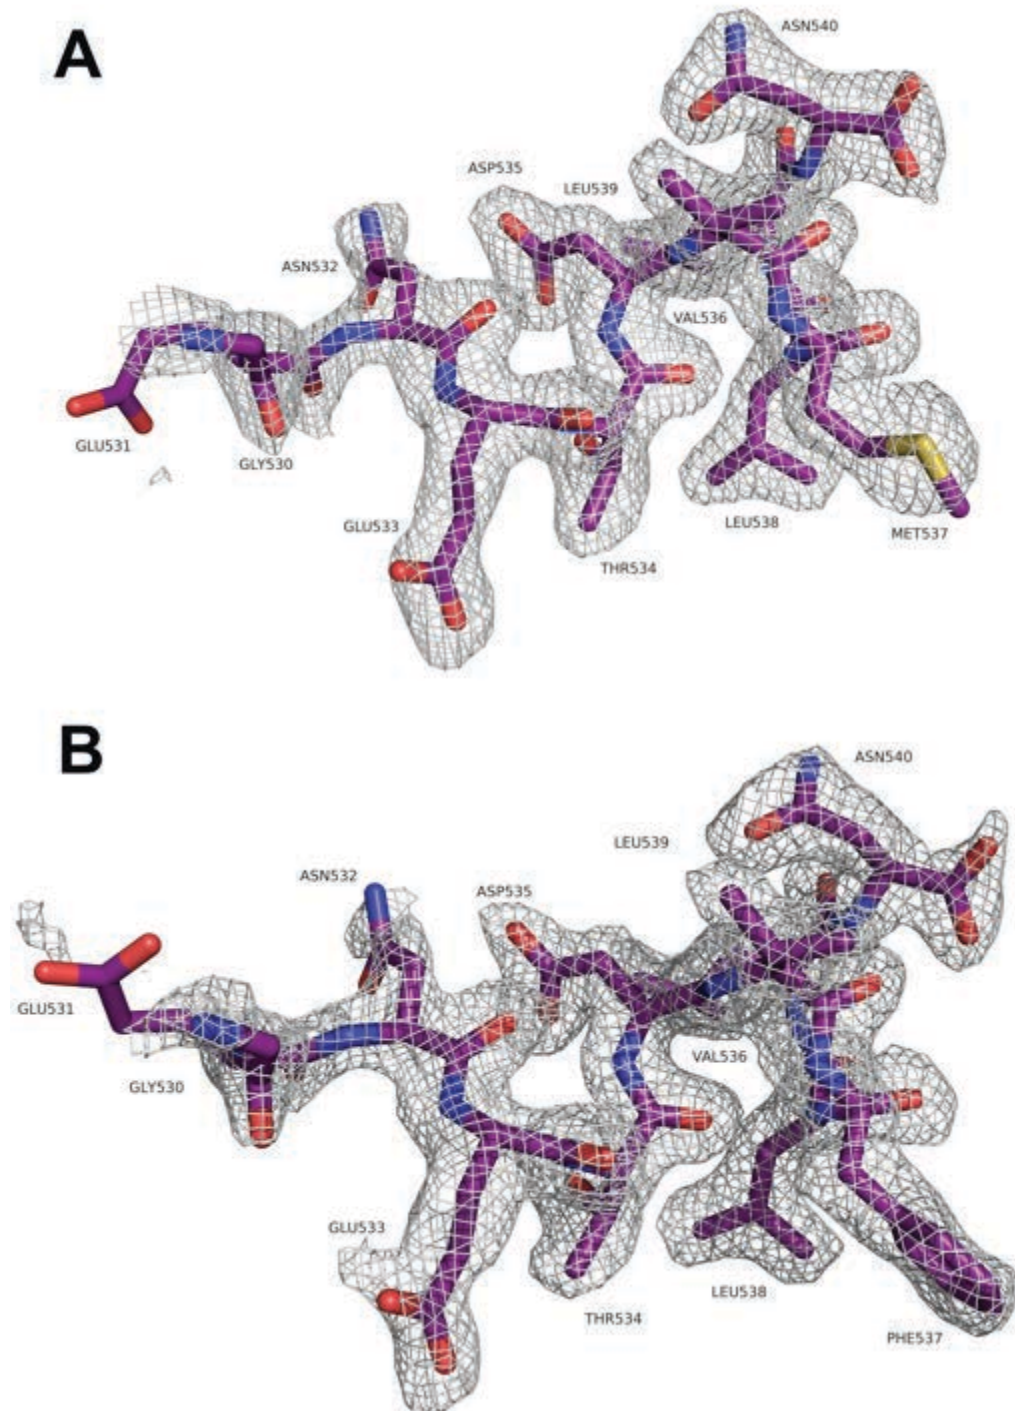 A
ASN540
ASP535
LEU539
ASN532
VAL536
GLU531
GLY530
GLU533
LEU538
MET537
THR534
B
ASN540
LEU539
ASN532
ASP535
GLU531
VAL536
GLY530
GLU533
LEU538
THR534
PHE537